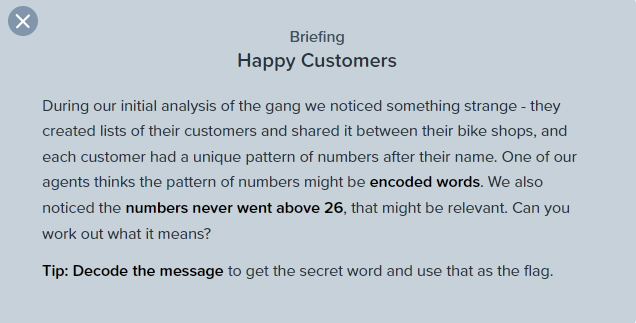 Briefing
Happy Customers
During our initial analysis of the gang we noticed something strange - they
created lists of their customers and shared it between their bike shops, and
each customer had a unique pattern of numbers after their name. One of our
agents thinks the pattern of numbers might be encoded words. We also
noticed the numbers never went above 26, that might be relevant. Can you
work out what it means?
Tip: Decode the message to get the secret word and use that as the flag.